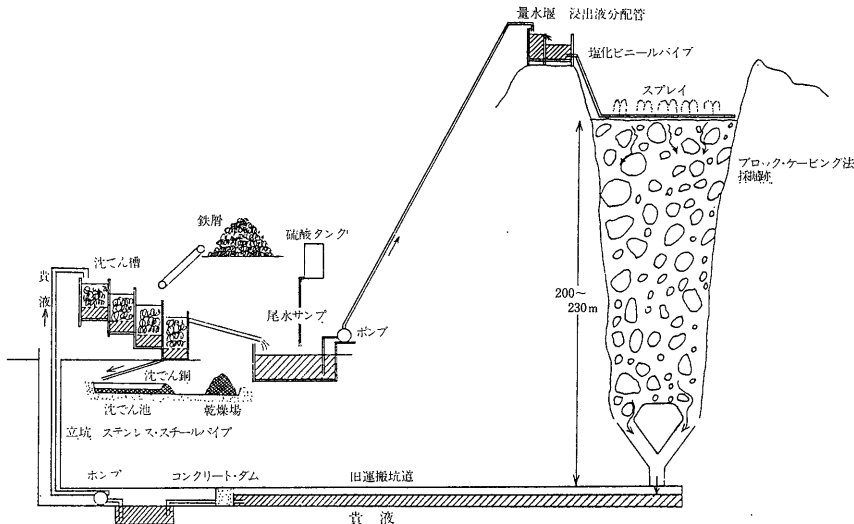 量水堰 浸出液分配管
塩化ビニールパイプ
スプレイ
ブロック・ケービング法
採掘跡
鉄屑
硫酸タンク
沈でん槽
貴液
尾水サンプ
ポンプ
200～
230m
沈でん銅
沈でん池
乾燥場
立坑 ステンレス・スチールパイプ
ポンプ
コンクリート・ダム
旧運搬坑道
貴液